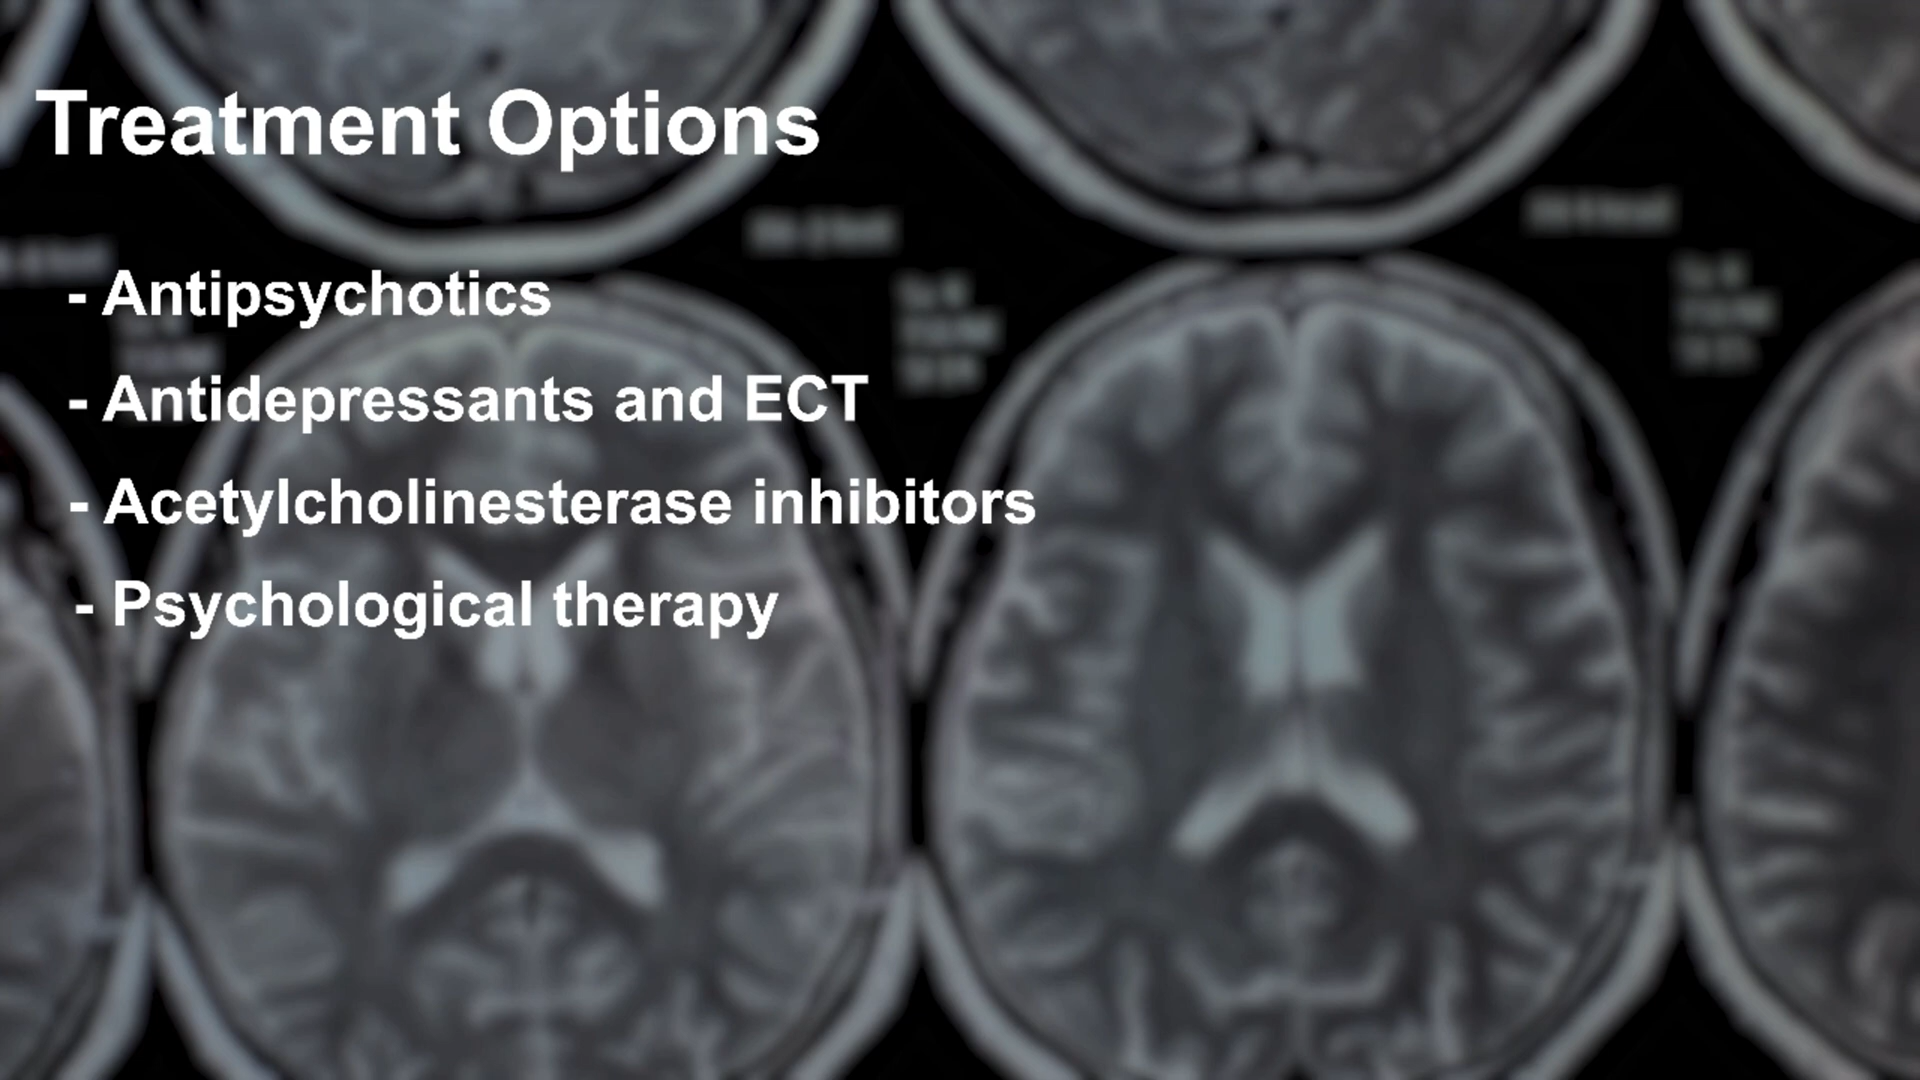 Treatment Options
- Antipsychotics
- Antidepressants and ECT
- Acetylcholinesterase inhibitors
- Psychological therapy